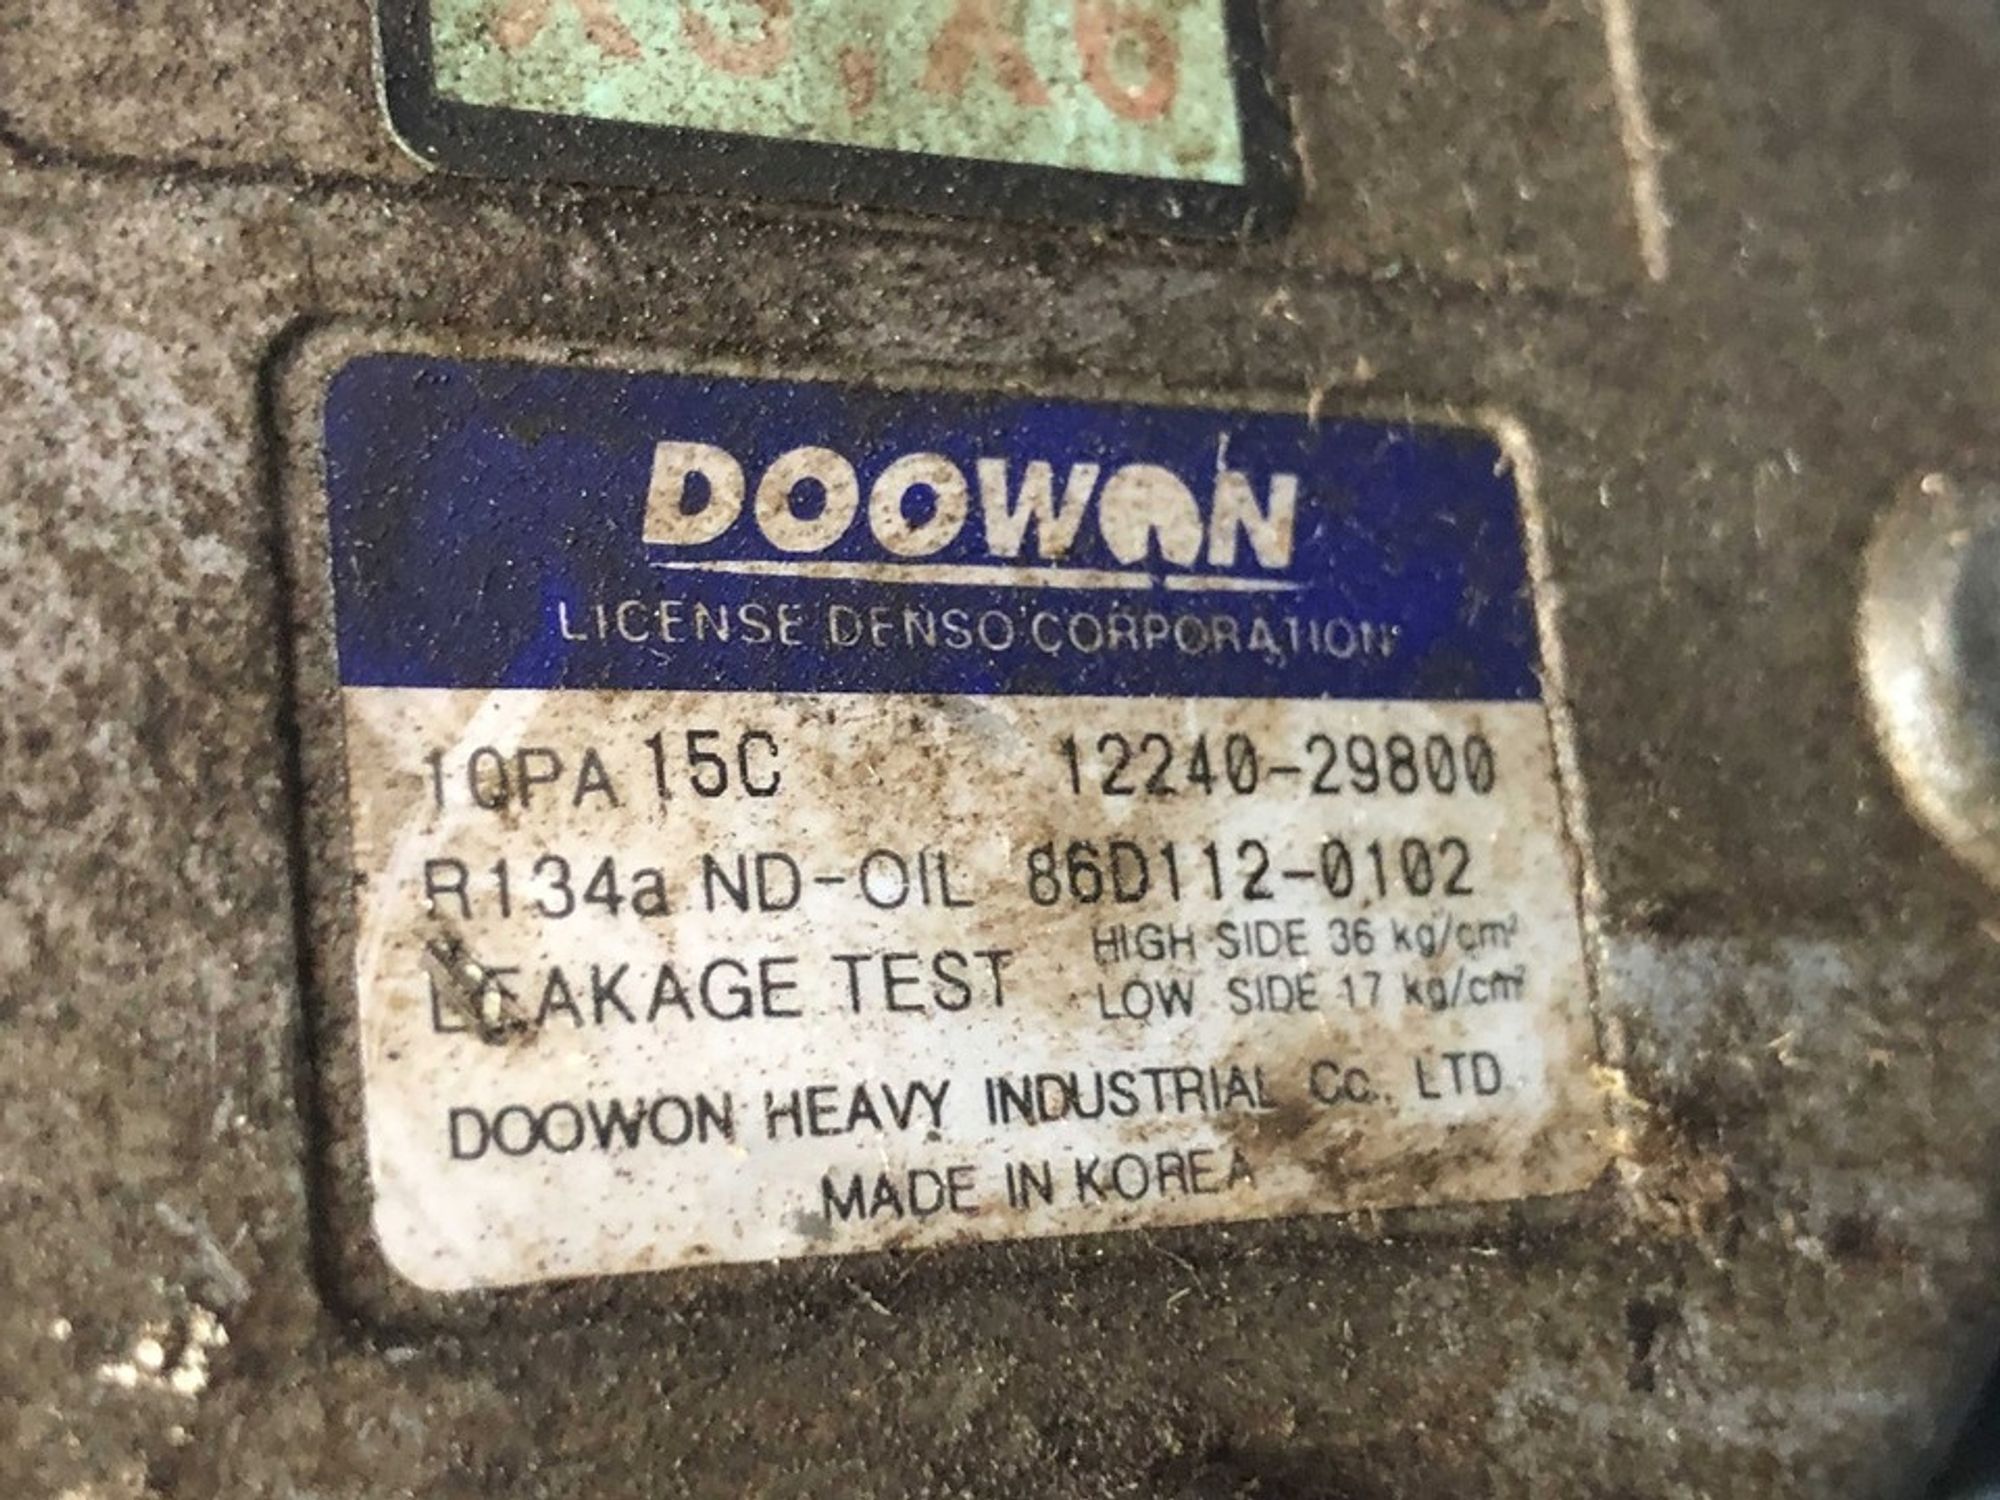 DOOWON
LICENSE DENSO CORPORATION
10PA 15C 12240-29800
R134a ND-OIL 86D112-0102
LEAKAGE TEST HIGH SIDE 36 kg/cm²
LOW SIDE 17 kg/cm²
DOOWON HEAVY INDUSTRIAL Co., LTD
MADE IN KOREA